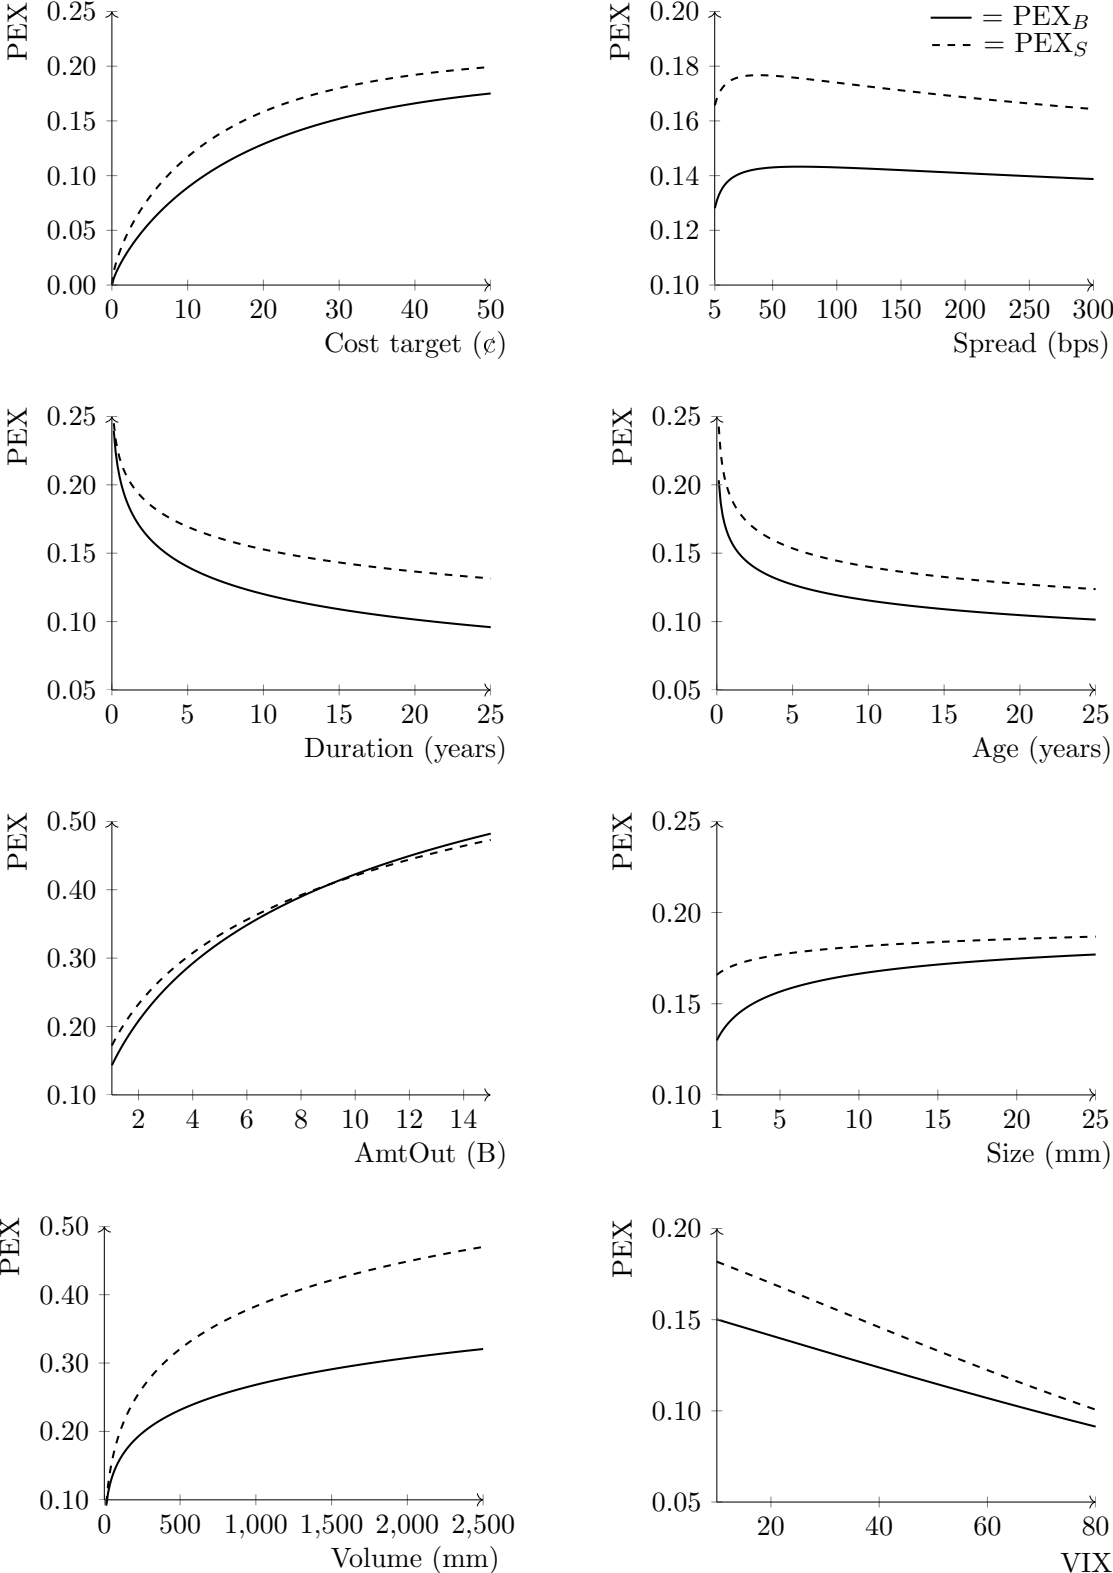 PEX
0.25
0.20
0.15
0.10
0.05
0.00
0 10 20 30 40 50
Cost target (¢)
PEX
0.20
0.18
0.16
0.14
0.12
0.10
5 50 100 150 200 250 300
Spread (bps)
= PEX_B
= PEX_S
PEX
0.25
0.20
0.15
0.10
0.05
0 5 10 15 20 25
Duration (years)
PEX
0.25
0.20
0.15
0.10
0.05
0 5 10 15 20 25
Age (years)
PEX
0.50
0.40
0.30
0.20
0.10
2 4 6 8 10 12 14
AmtOut (B)
PEX
0.25
0.20
0.15
0.10
1 5 10 15 20 25
Size (mm)
PEX
0.50
0.40
0.30
0.20
0.10
0 500 1,000 1,500 2,000 2,500
Volume (mm)
PEX
0.20
0.15
0.10
0.05
20 40 60 80
VIX